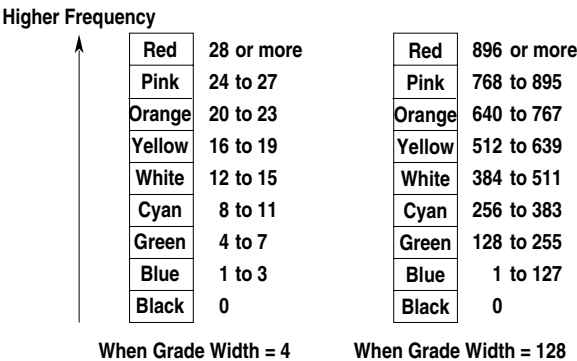 Higher Frequency
Red 28 or more Red 896 or more
Pink 24 to 27 Pink 768 to 895
Orange 20 to 23 Orange 640 to 767
Yellow 16 to 19 Yellow 512 to 639
White 12 to 15 White 384 to 511
Cyan 8 to 11 Cyan 256 to 383
Green 4 to 7 Green 128 to 255
Blue 1 to 3 Blue 1 to 127
Black 0 Black 0
When Grade Width = 4 When Grade Width = 128